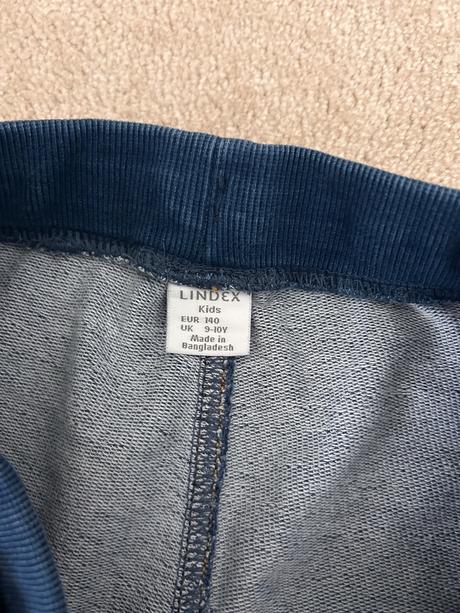 LINDEX
Kids
EUR 140
UK 9-10Y
Made in
Bangladesh